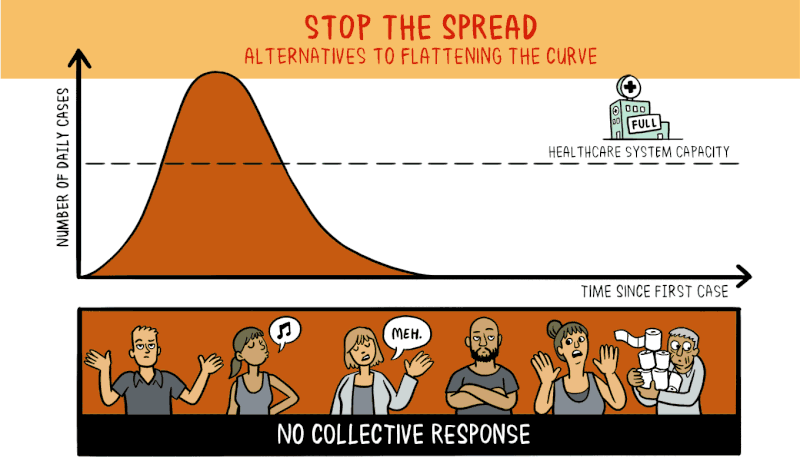 STOP THE SPREAD
ALTERNATIVES TO FLATTENING THE CURVE
NUMBER OF DAILY CASES
FULL
HEALTHCARE SYSTEM CAPACITY
TIME SINCE FIRST CASE
MEH.
NO COLLECTIVE RESPONSE